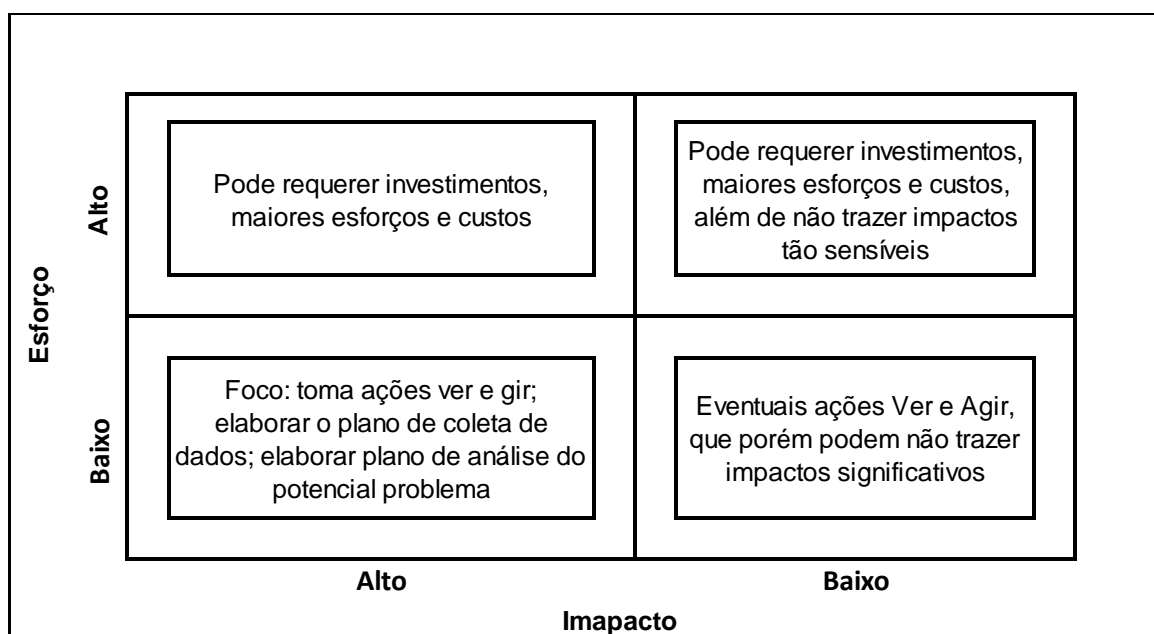 Esforço
Alto
Pode requerer investimentos,
maiores esforços e custos
Pode requerer investimentos,
maiores esforços e custos,
além de não trazer impactos
tão sensíveis
Baixo
Foco: toma ações ver e gir;
elaborar o plano de coleta de
dados; elaborar plano de análise do
potencial problema
Eventuais ações Ver e Agir,
que porém podem não trazer
impactos significativos
Alto
Baixo
Imapacto